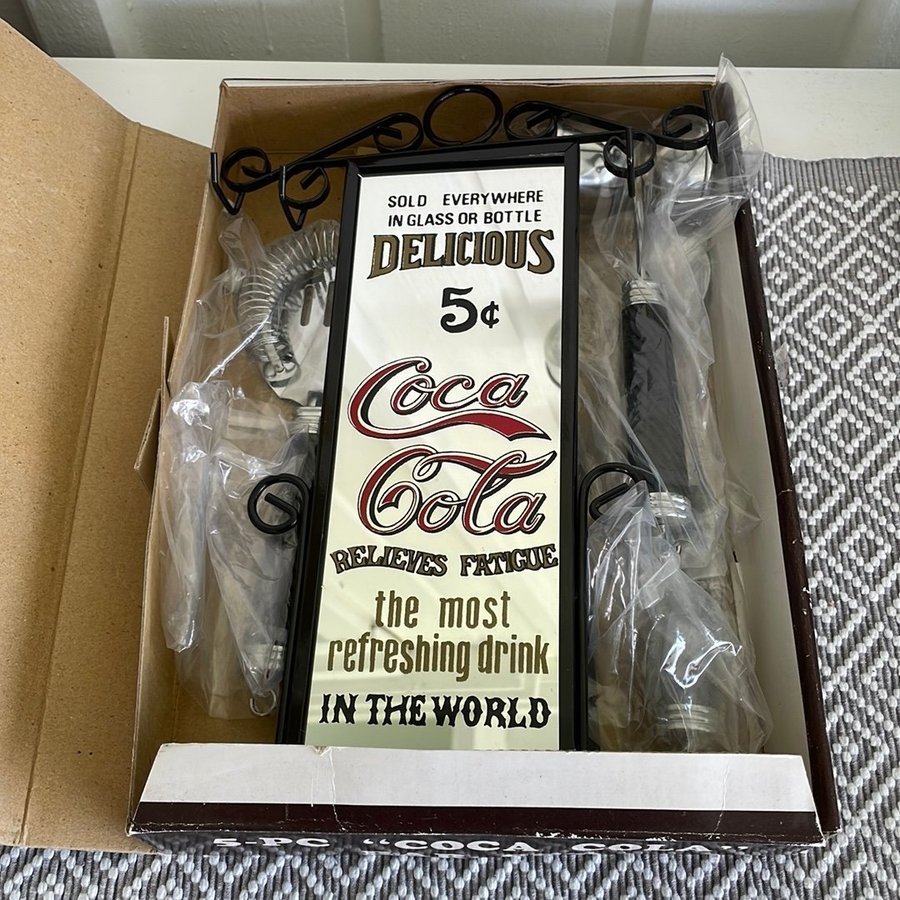 SOLD EVERYWHERE
IN GLASS OR BOTTLE
DELICIOUS
5¢
Coca
Cola
RELIEVES FATIGUE
the most
refreshing drink
IN THE WORLD
5-PC "COCA COLA"